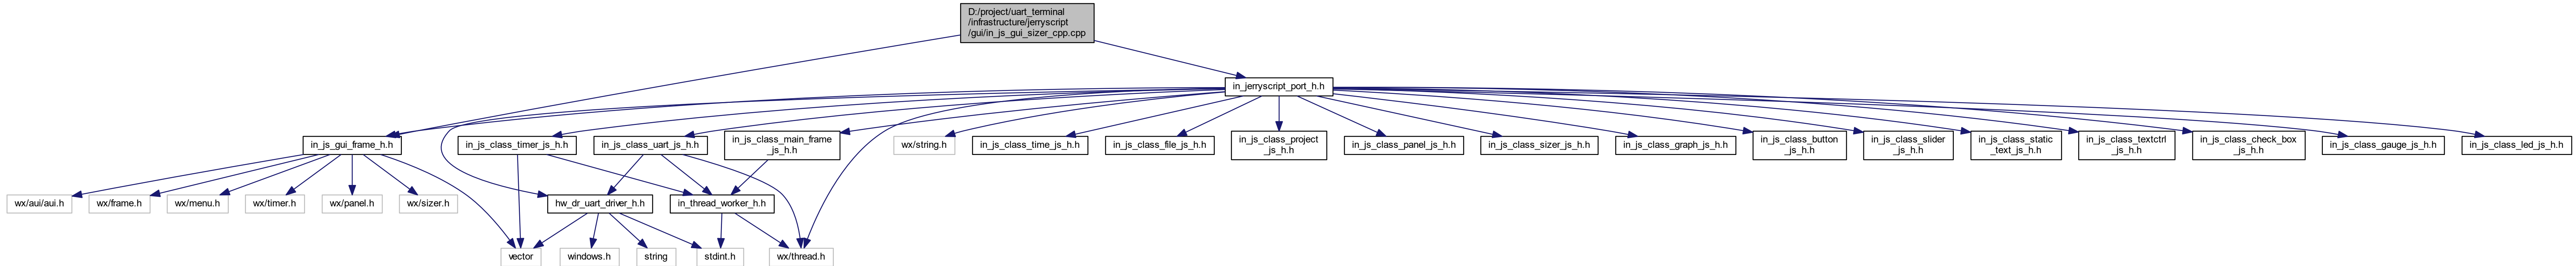 D:/project/uart_terminal
/infrastructure/jerryscript
/gui/in_js_gui_sizer_cpp.cpp
in_jerryscript_port_h.h
in_js_gui_frame_h.h
in_js_class_timer_js_h.h
in_js_class_uart_js_h.h
in_js_class_main_frame
_js_h.h
wx/string.h
in_js_class_time_js_h.h
in_js_class_file_js_h.h
in_js_class_project
_js_h.h
in_js_class_panel_js_h.h
in_js_class_sizer_js_h.h
in_js_class_graph_js_h.h
in_js_class_button
_js_h.h
in_js_class_slider
_js_h.h
in_js_class_static
_text_js_h.h
in_js_class_textctrl
_js_h.h
in_js_class_check_box
_js_h.h
in_js_class_gauge_js_h.h
in_js_class_led_js_h.h
wx/aui/aui.h
wx/frame.h
wx/menu.h
wx/timer.h
wx/panel.h
wx/sizer.h
hw_dr_uart_driver_h.h
in_thread_worker_h.h
vector
windows.h
string
stdint.h
wx/thread.h